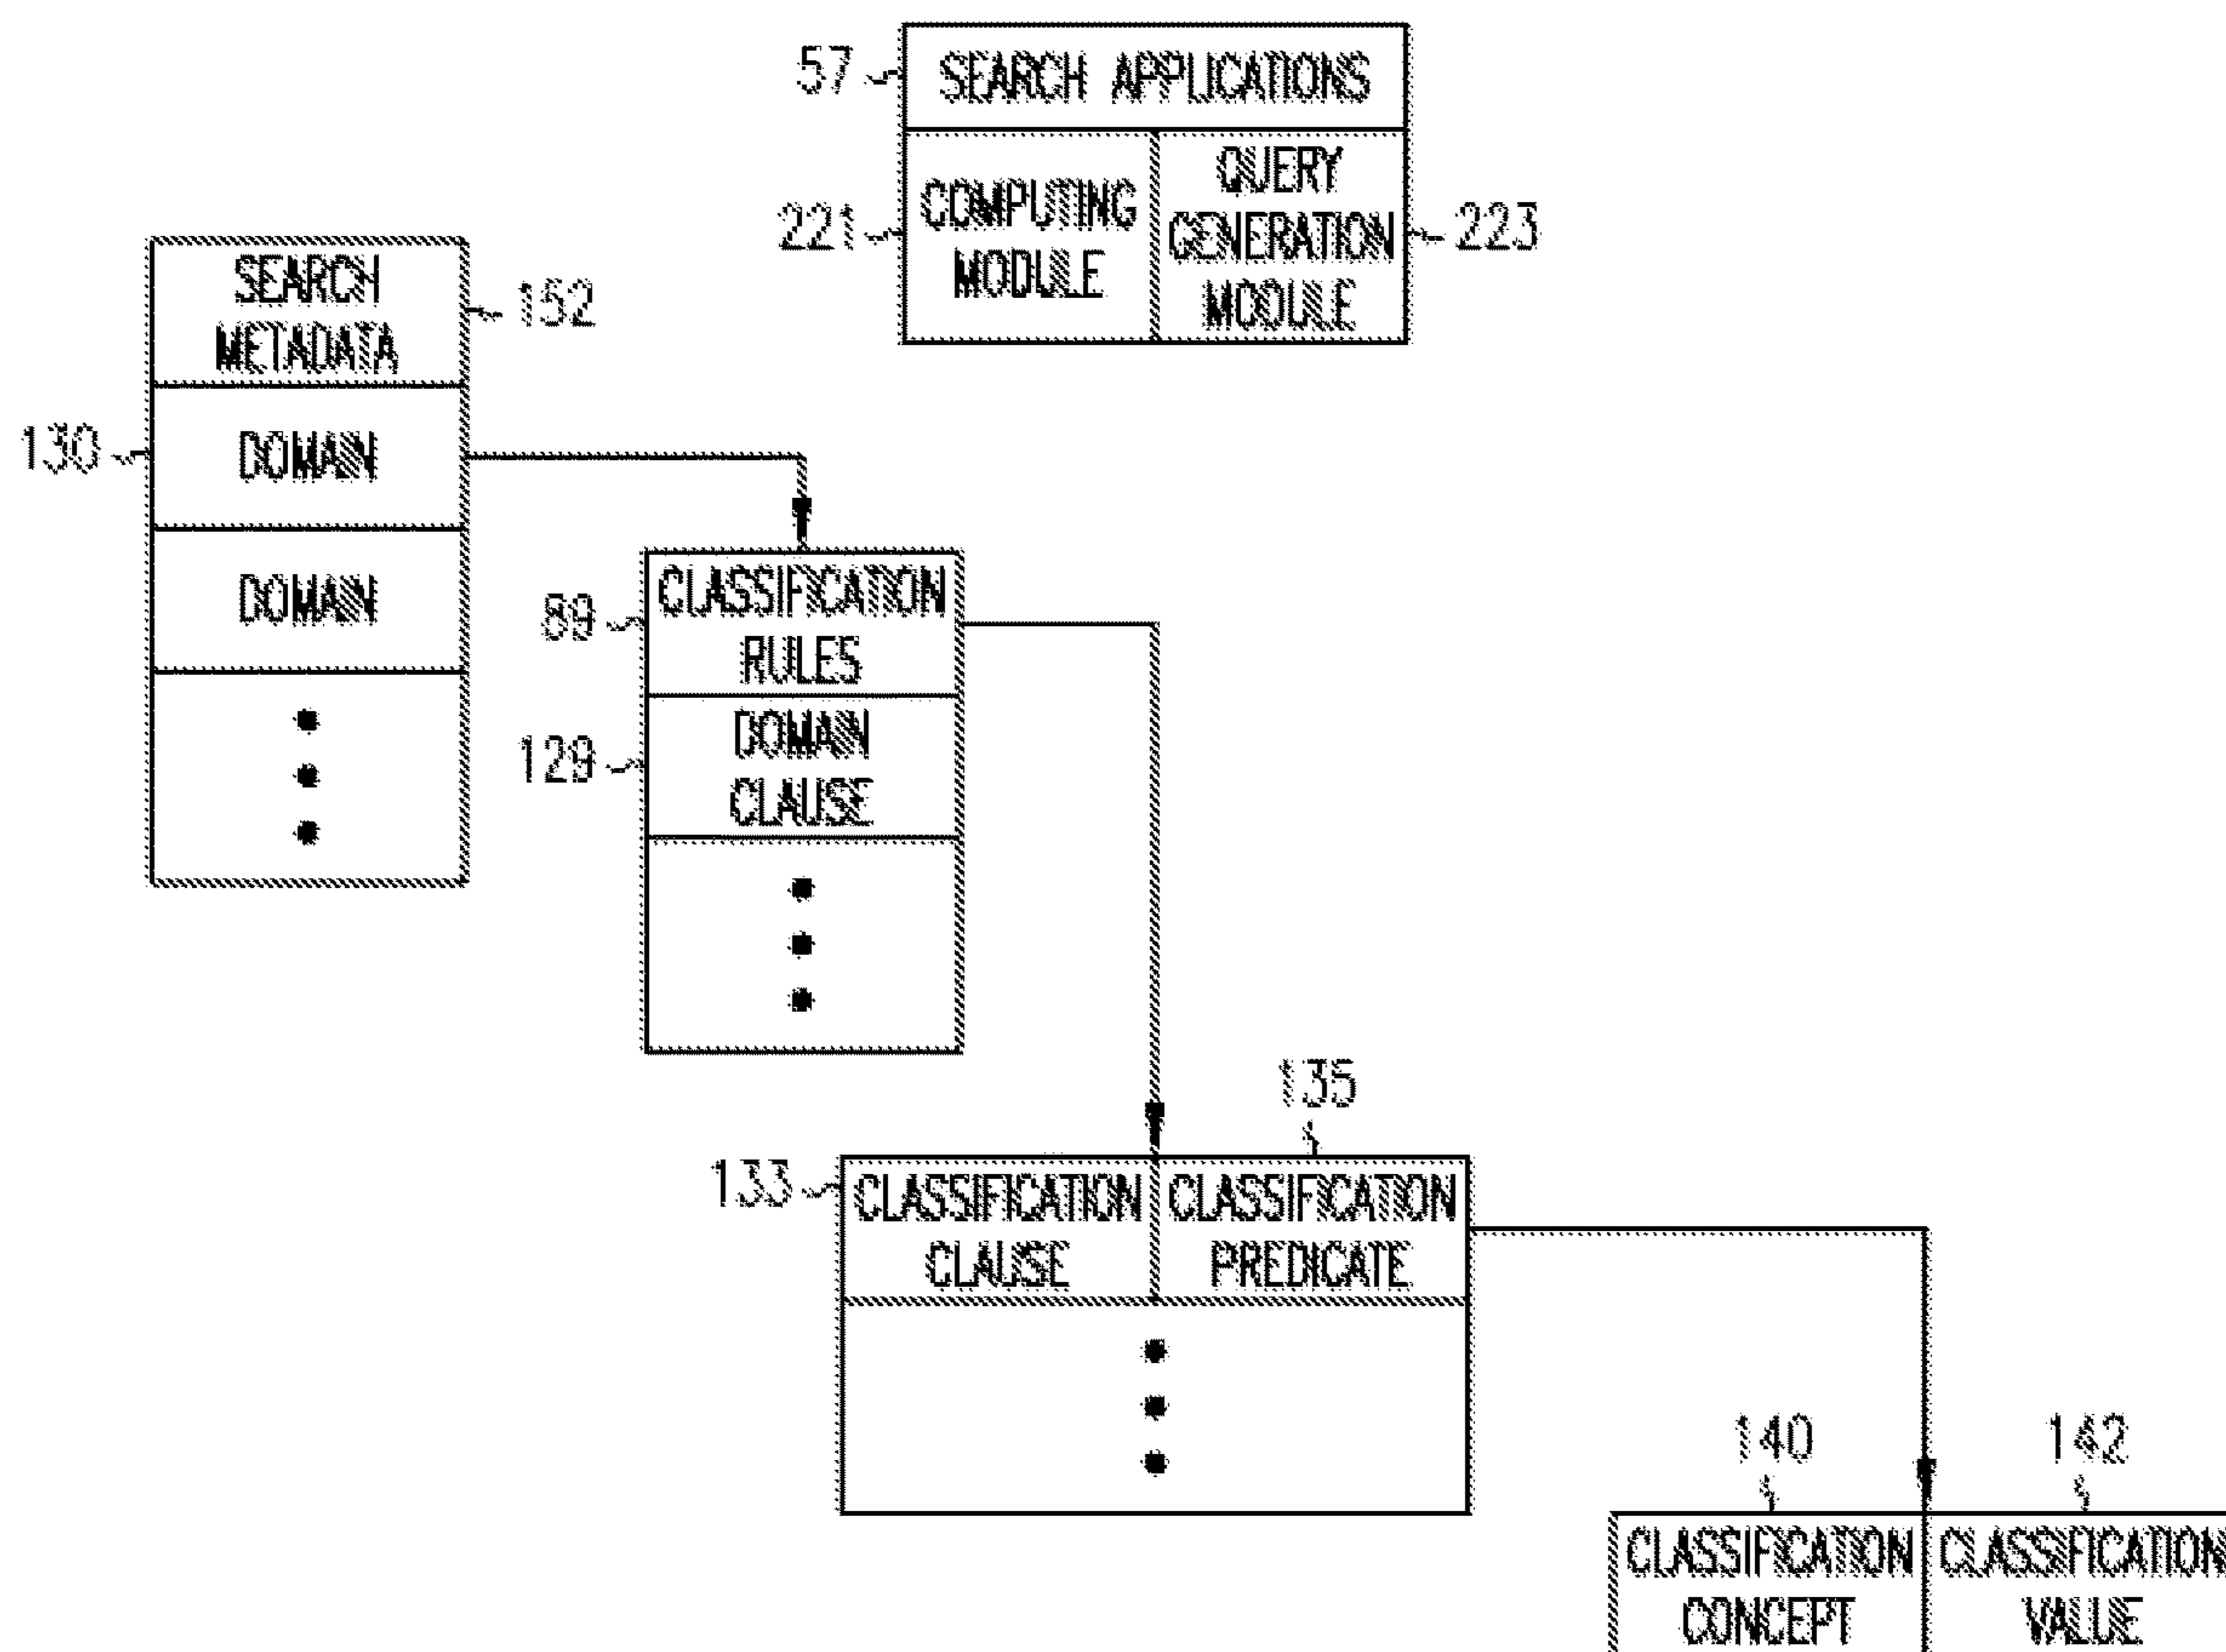 57 SEARCH APPLICATIONS
221 COMPUTING MODULE
QUERY GENERATION MODULE 223
SEARCH METADATA 152
130 DOMAIN
DOMAIN
89 CLASSIFICATION RULES
129 DOMAIN CLAUSE
135
133 CLASSIFICATION CLAUSE
CLASSIFICATION PREDICATE
140
142
CLASSIFICATION CONCEPT
CLASSIFICATION VALUE